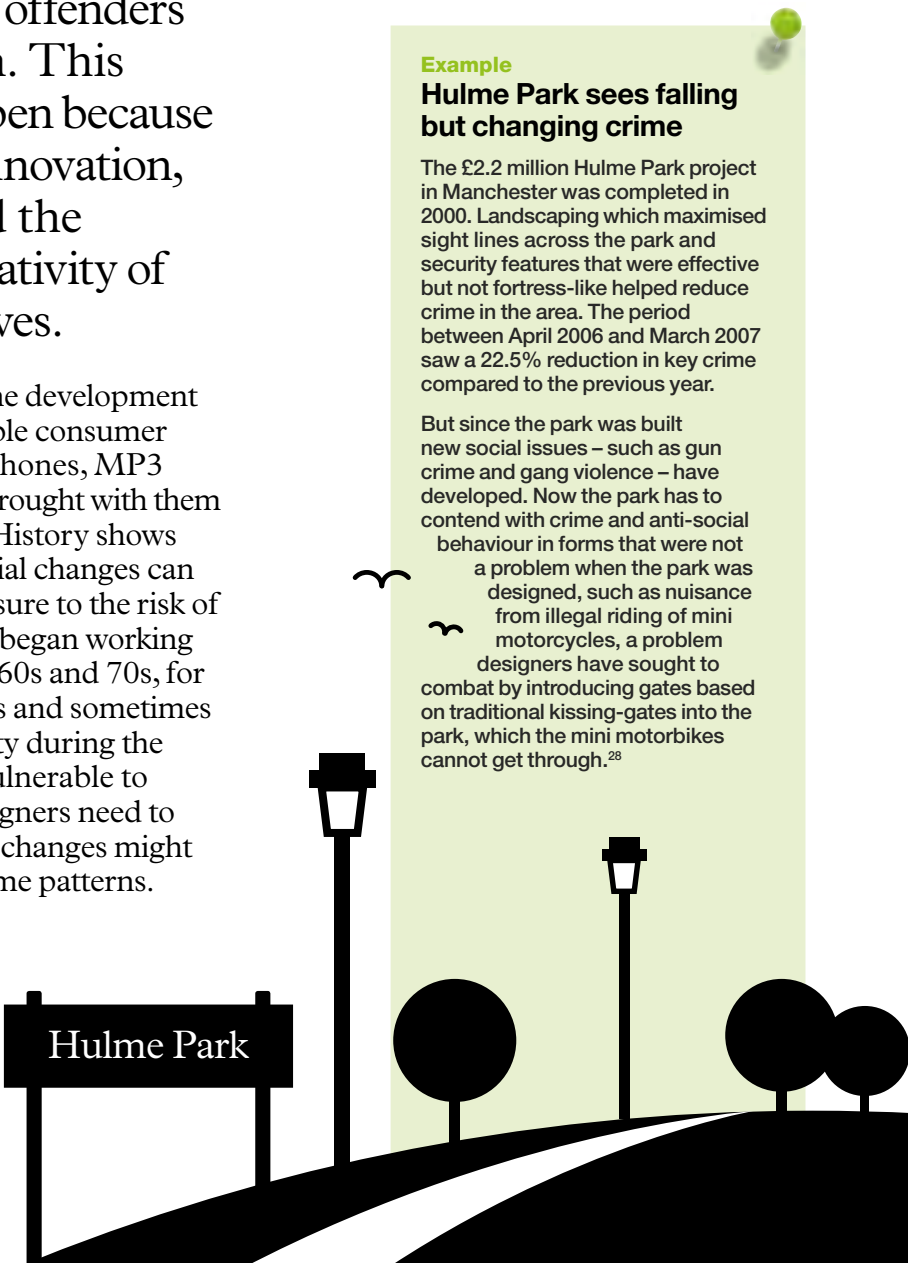 offenders
This
because
novation,
the
ativity of
ves.
he development
ple consumer
hones, MP3
rought with them
History shows
ial changes can
sure to the risk of
began working
60s and 70s, for
s and sometimes
ty during the
ulnerable to
gners need to
changes might
me patterns.
Example
Hulme Park sees falling
but changing crime
The £2.2 million Hulme Park project
in Manchester was completed in
2000. Landscaping which maximised
sight lines across the park and
security features that were effective
but not fortress-like helped reduce
crime in the area. The period
between April 2006 and March 2007
saw a 22.5% reduction in key crime
compared to the previous year.
But since the park was built
new social issues – such as gun
crime and gang violence – have
developed. Now the park has to
contend with crime and anti-social
behaviour in forms that were not
a problem when the park was
designed, such as nuisance
from illegal riding of mini
motorcycles, a problem
designers have sought to
combat by introducing gates based
on traditional kissing-gates into the
park, which the mini motorbikes
cannot get through.28
Hulme Park